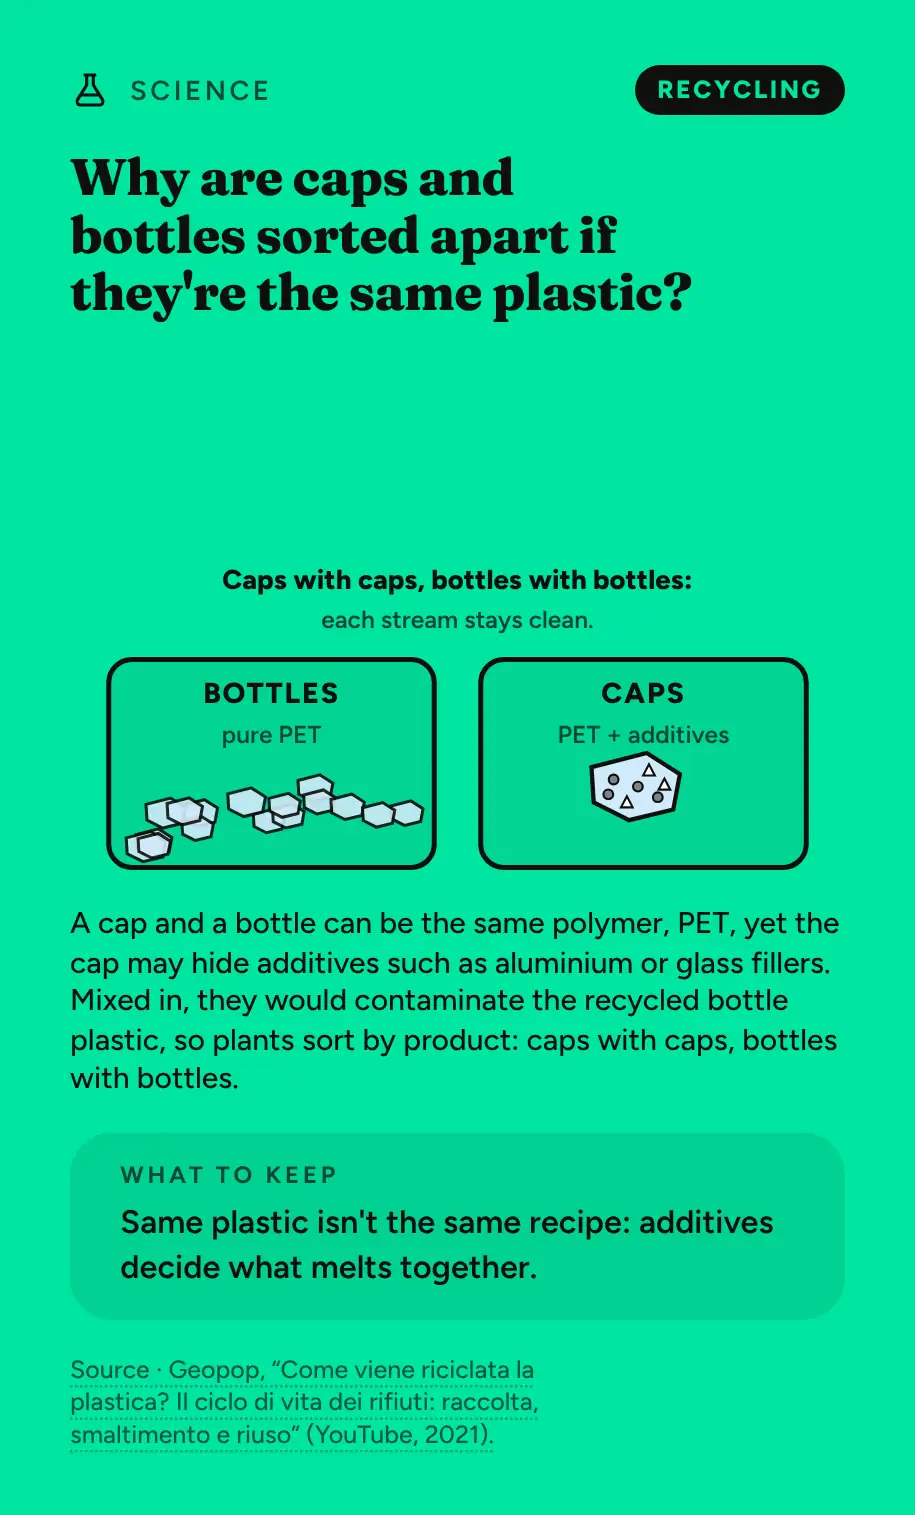 SCIENCE
RECYCLING
Why are caps and
bottles sorted apart if
they're the same plastic?
Caps with caps, bottles with bottles:
each stream stays clean.
BOTTLES
pure PET
CAPS
PET + additives
A cap and a bottle can be the same polymer, PET, yet the
cap may hide additives such as aluminium or glass fillers.
Mixed in, they would contaminate the recycled bottle
plastic, so plants sort by product: caps with caps, bottles
with bottles.
WHAT TO KEEP
Same plastic isn't the same recipe: additives
decide what melts together.
Source · Geopop, “Come viene riciclata la
plastica? Il ciclo di vita dei rifiuti: raccolta,
smaltimento e riuso” (YouTube, 2021).